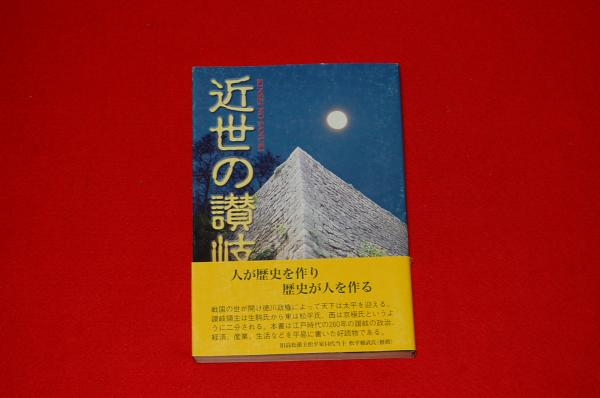 近世の讃岐
KINSEI NO SANUKI
人が歴史を作り
歴史が人を作る
戦国の世が開け徳川政権によって天下は太平を迎える。
讃岐領主は生駒氏から東は松平氏、西は京極氏というよ
うに二分される。本書は江戸時代の260年の讃岐の政治、
経済、産業、生活などを平易に書いた好読物である。